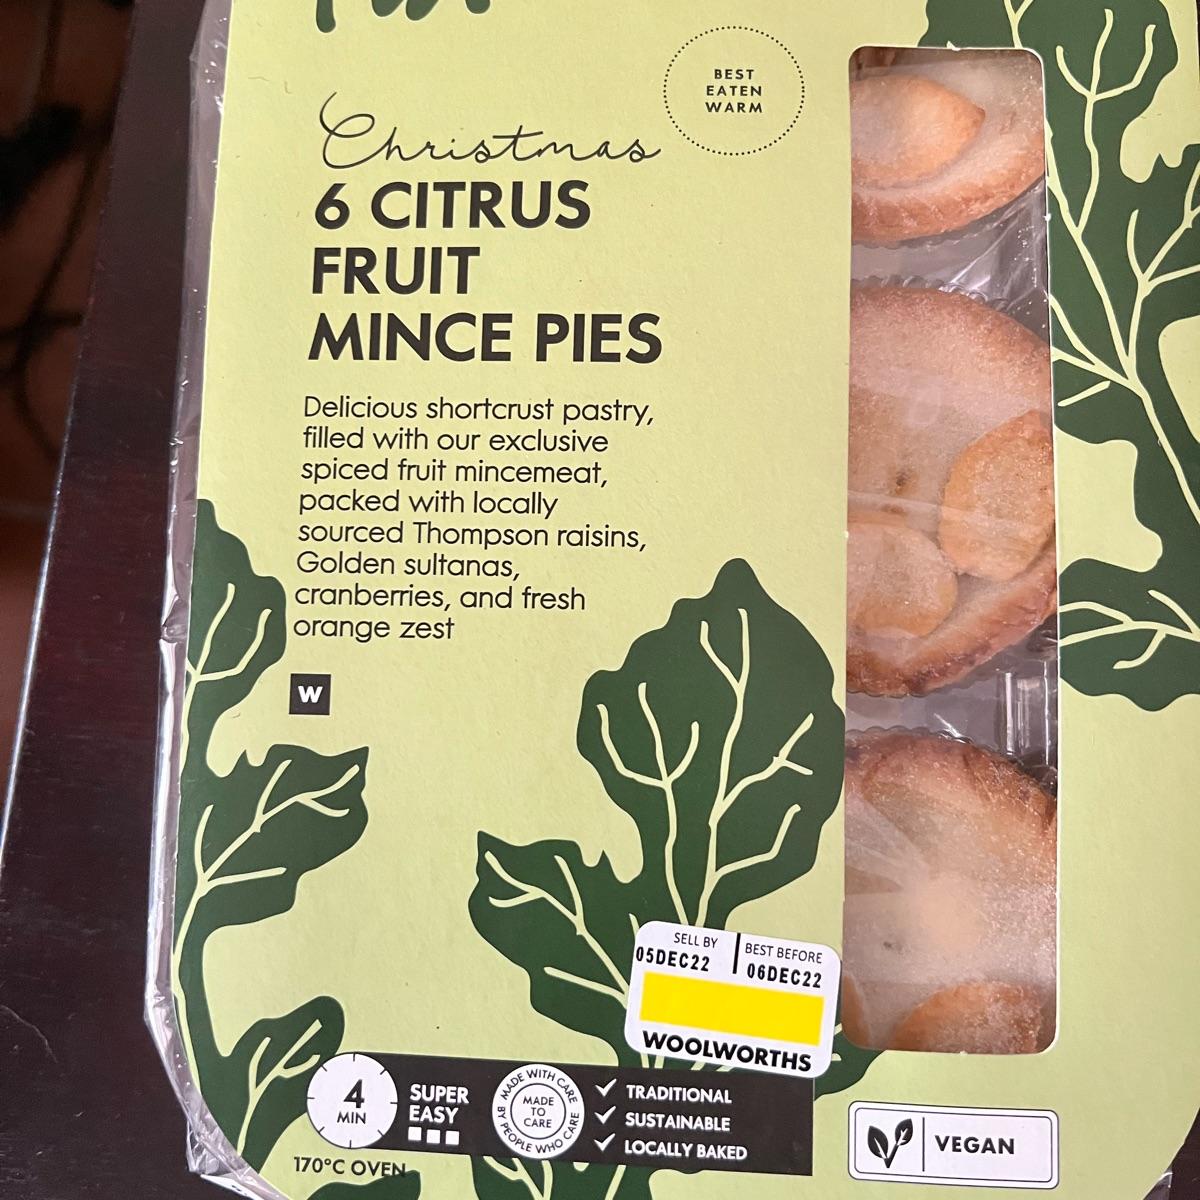 BEST
EATEN
WARM
Christmas
6 CITRUS
FRUIT
MINCE PIES
Delicious shortcrust pastry,
filled with our exclusive
spiced fruit mincemeat,
packed with locally
sourced Thompson raisins,
Golden sultanas,
cranberries, and fresh
orange zest
W
SELL BY
05DEC22
BEST BEFORE
06DEC22
WOOLWORTHS
4
MIN
SUPER
EASY
MADE WITH CARE
BY PEOPLE WHO CARE
MADE
TO
CARE
TRADITIONAL
SUSTAINABLE
LOCALLY BAKED
170°C OVEN
VEGAN